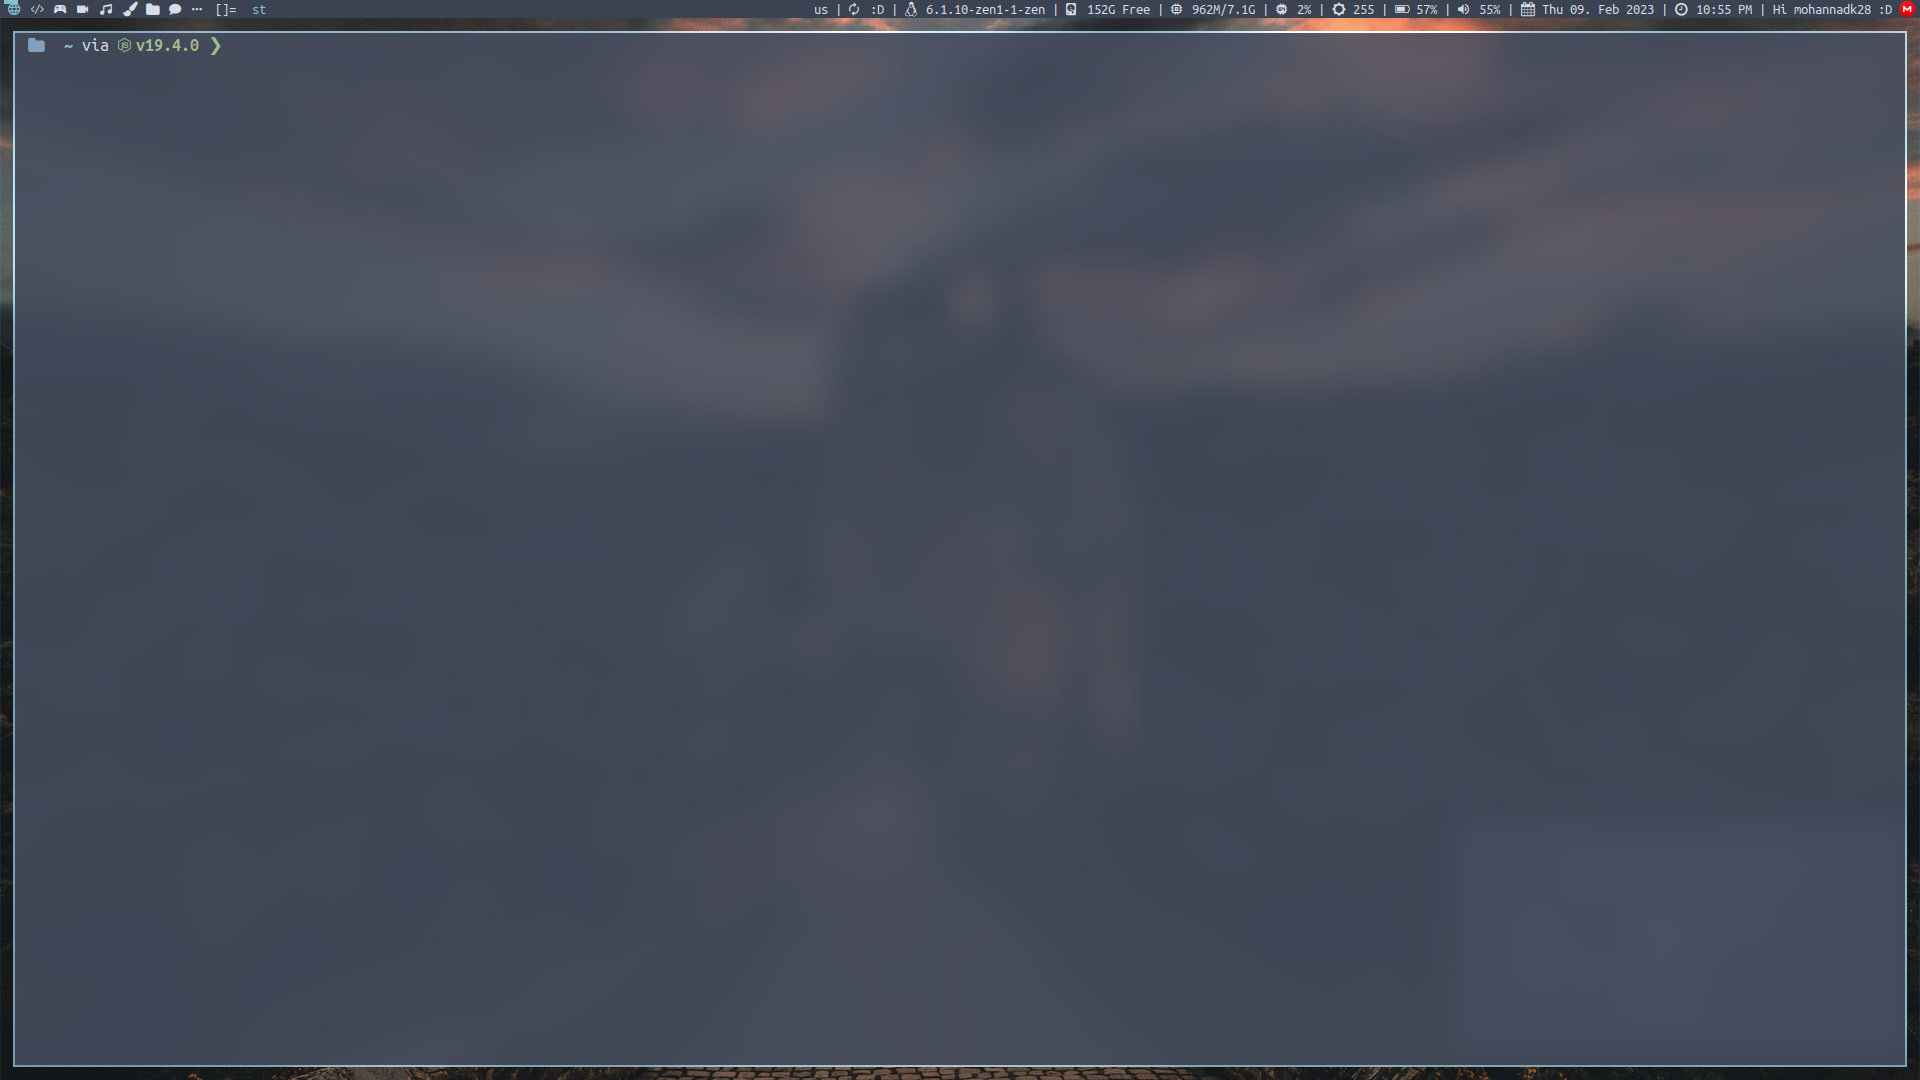 []= st us | :D | 6.1.10-zen1-1-zen | 152G Free | 962M/7.1G | 2% | 255 | 57% | 55% | Thu 09. Feb 2023 | 10:55 PM | Hi mohannadk28 :D M
~ via v19.4.0 ❯